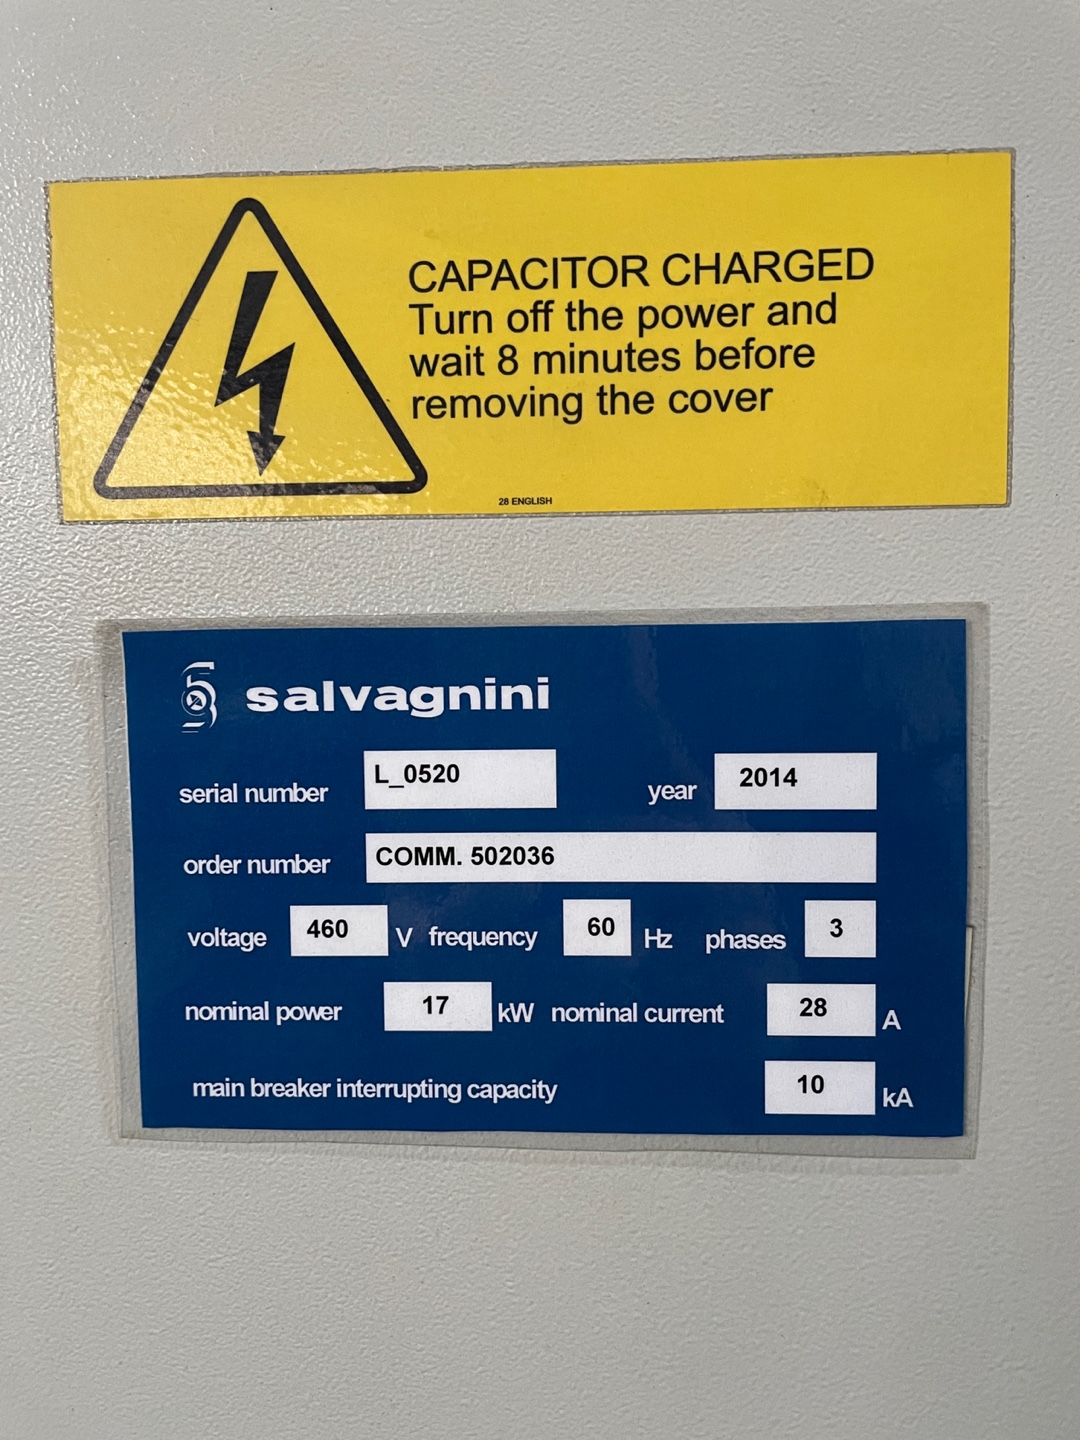 CAPACITOR CHARGED
Turn off the power and
wait 8 minutes before
removing the cover
28 ENGLISH
salvagnini
serial number L_0520 year 2014
order number COMM. 502036
voltage 460 V frequency 60 Hz phases 3
nominal power 17 kW nominal current 28 A
main breaker interrupting capacity 10 kA